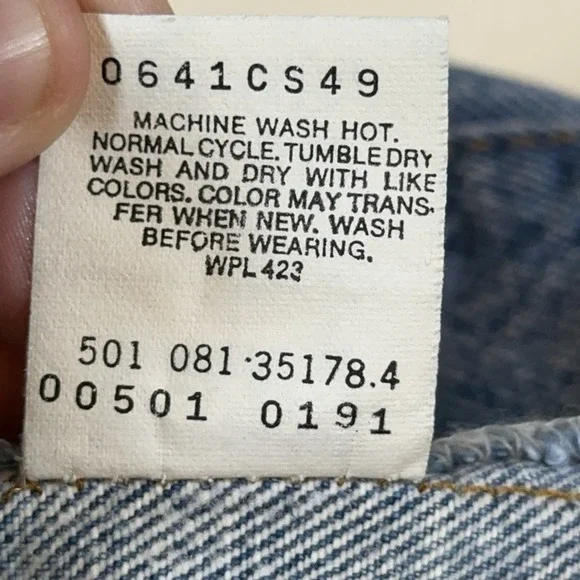 0641CS49
MACHINE WASH HOT.
NORMAL CYCLE. TUMBLE DRY
WASH AND DRY WITH LIKE
COLORS. COLOR MAY TRANS-
FER WHEN NEW. WASH
BEFORE WEARING.
WPL 423
501 081·35178.4
00501 0191